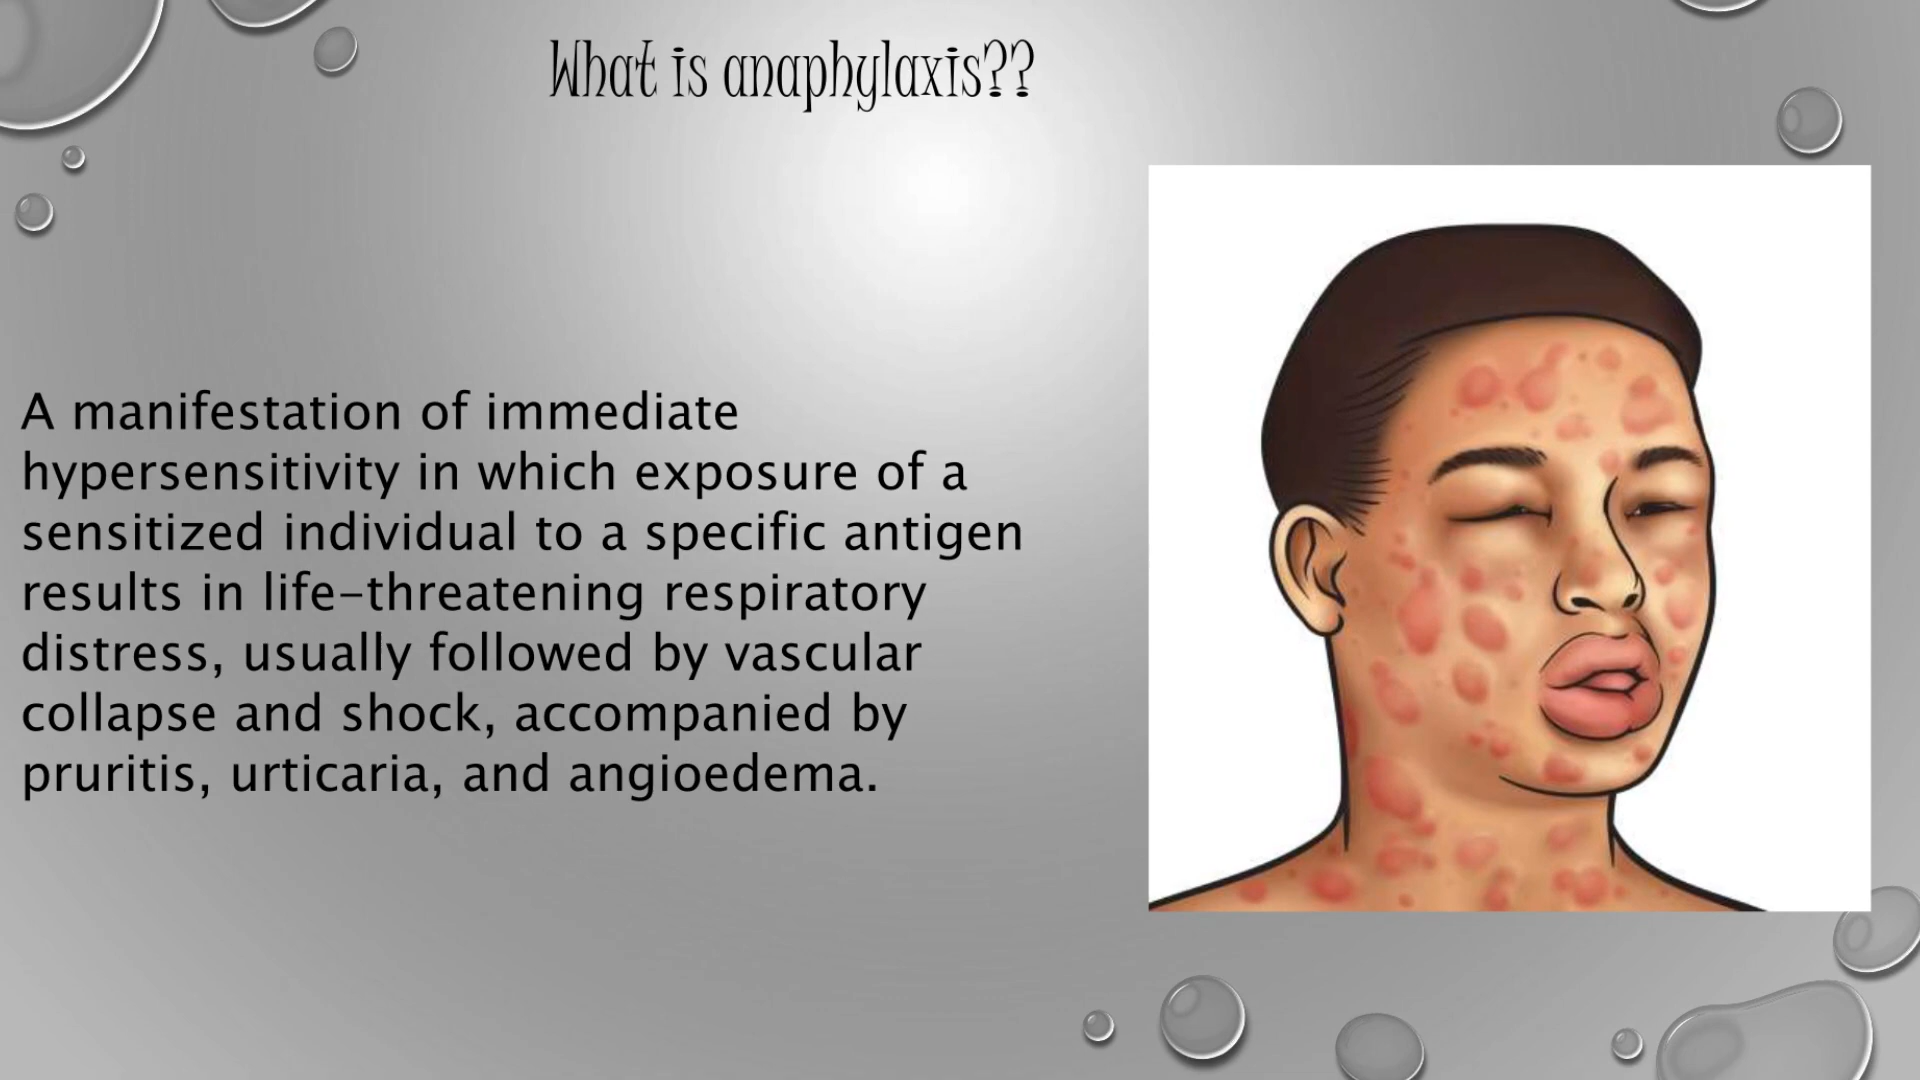 What is anaphylaxis??
A manifestation of immediate
hypersensitivity in which exposure of a
sensitized individual to a specific antigen
results in life-threatening respiratory
distress, usually followed by vascular
collapse and shock, accompanied by
pruritis, urticaria, and angioedema.